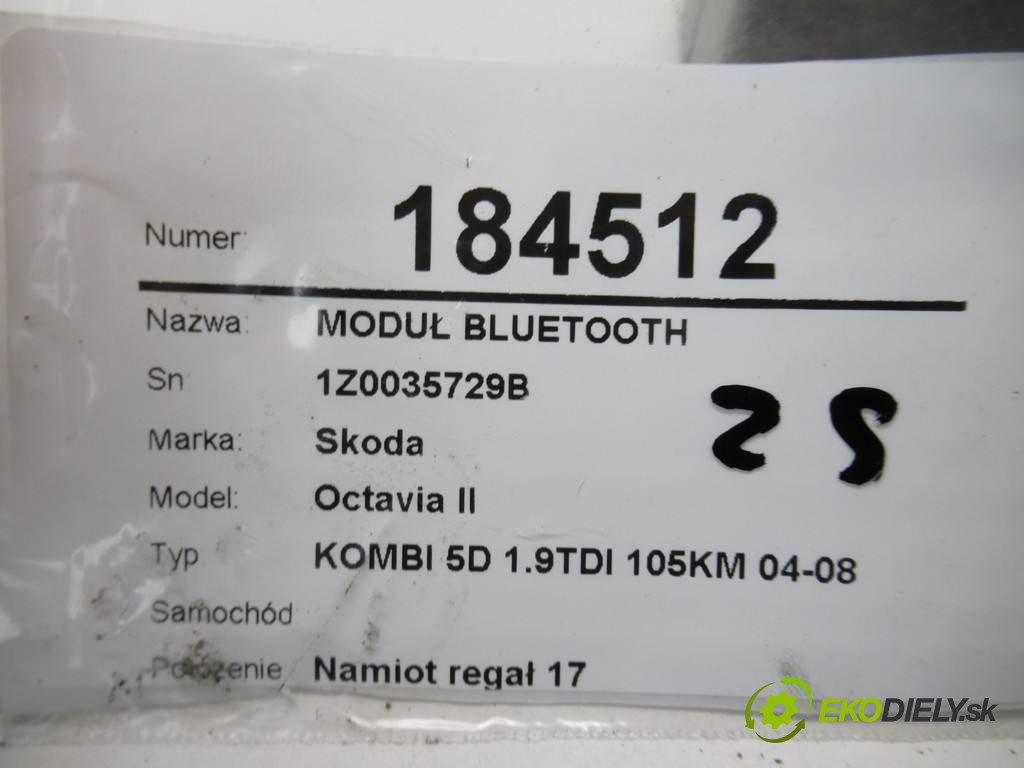 Numer: 184512
Nazwa: MODUŁ BLUETOOTH
Sn 1Z0035729B
Marka: Skoda
Model: Octavia II
Typ KOMBI 5D 1.9TDI 105KM 04-08
Samochód
Położenie Namiot regał 17
EKODIELY.sk